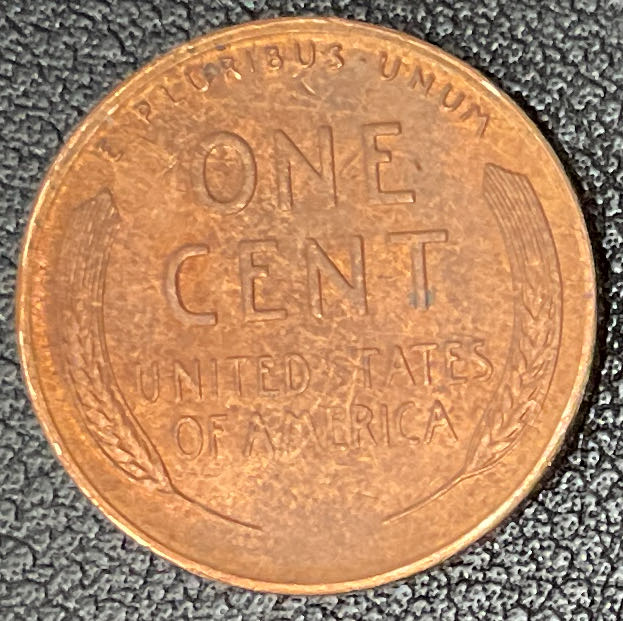 E PLURIBUS · UNUM
ONE
CENT
UNITED STATES
OF AMERICA